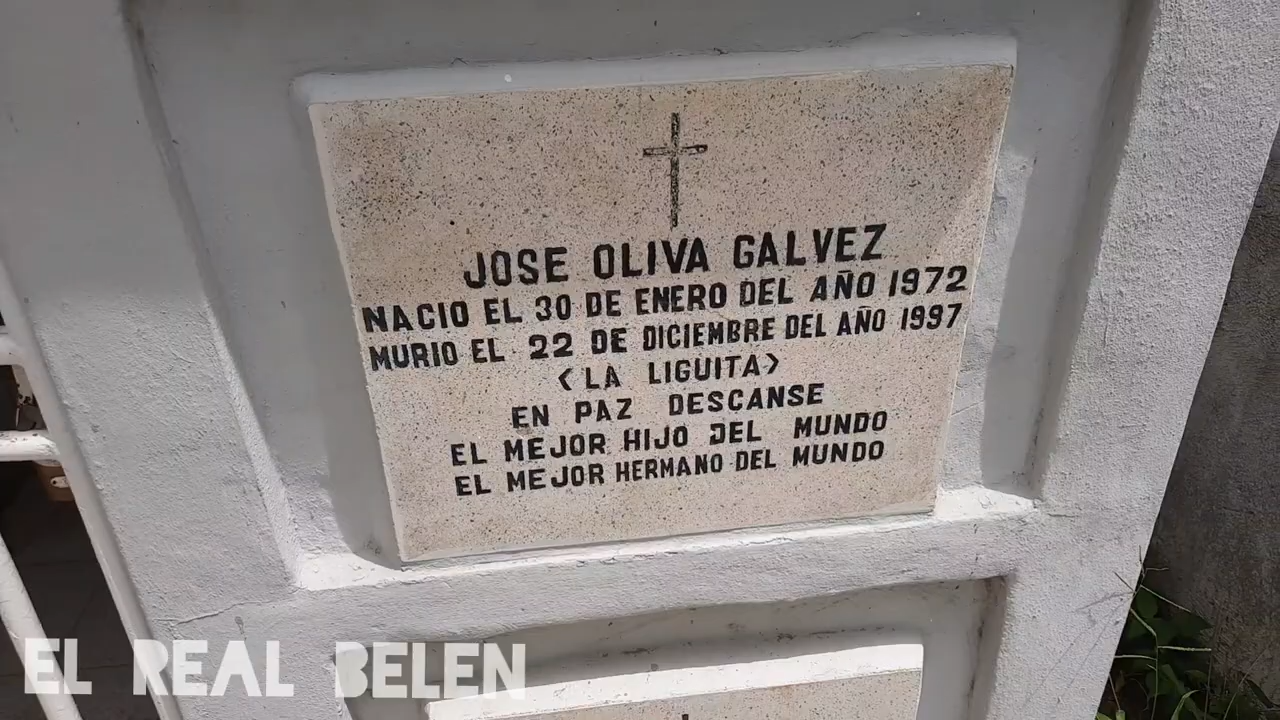 JOSE OLIVA GALVEZ
NACIO EL 30 DE ENERO DEL AÑO 1972
MURIO EL 22 DE DICIEMBRE DEL AÑO 1997
<LA LIGUITA>
EN PAZ DESCANSE
EL MEJOR HIJO DEL MUNDO
EL MEJOR HERMANO DEL MUNDO
EL REAL BELEN